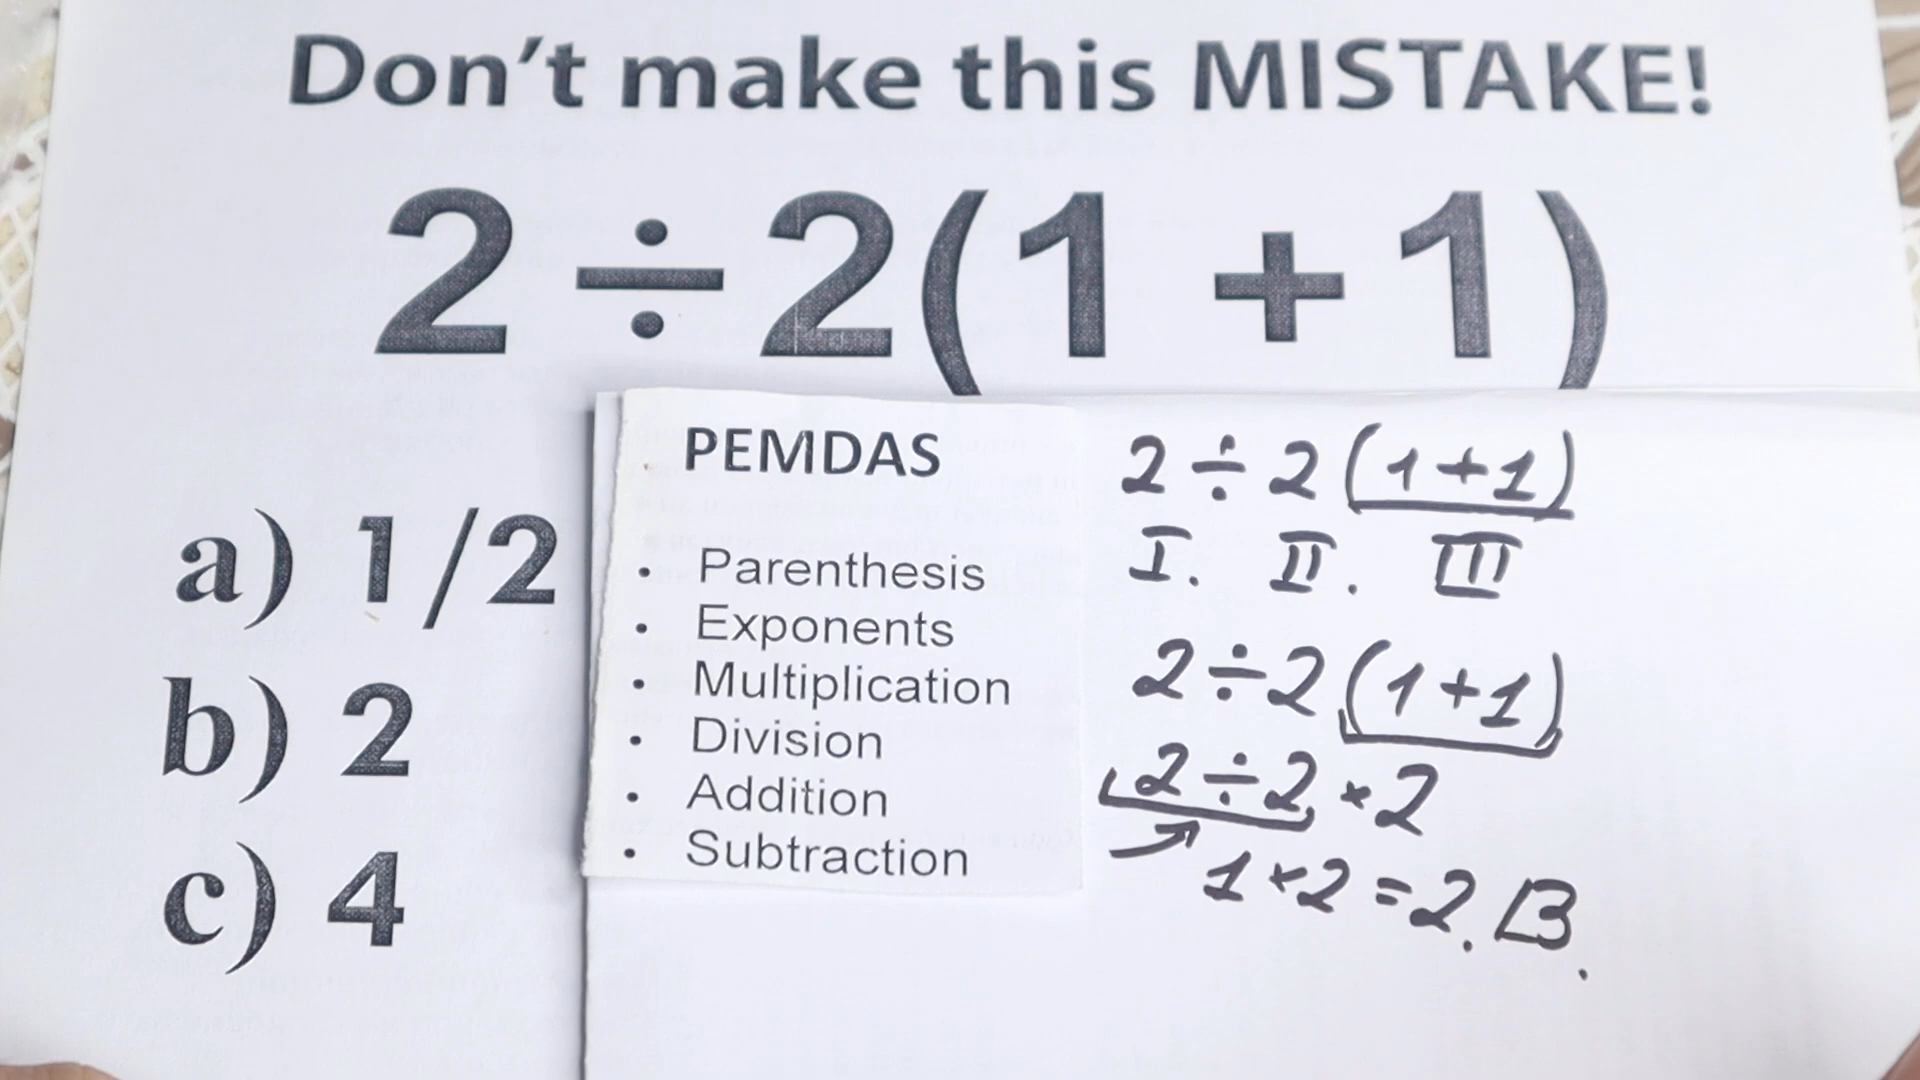 Don't make this MISTAKE!
2 ÷ 2(1 + 1)
a) 1/2
b) 2
c) 4
PEMDAS
• Parenthesis
• Exponents
• Multiplication
• Division
• Addition
• Subtraction
2 ÷ 2 (1+1)
I. II. III
2 ÷ 2 (1+1)
2 ÷ 2 × 2
1 × 2 = 2. B.